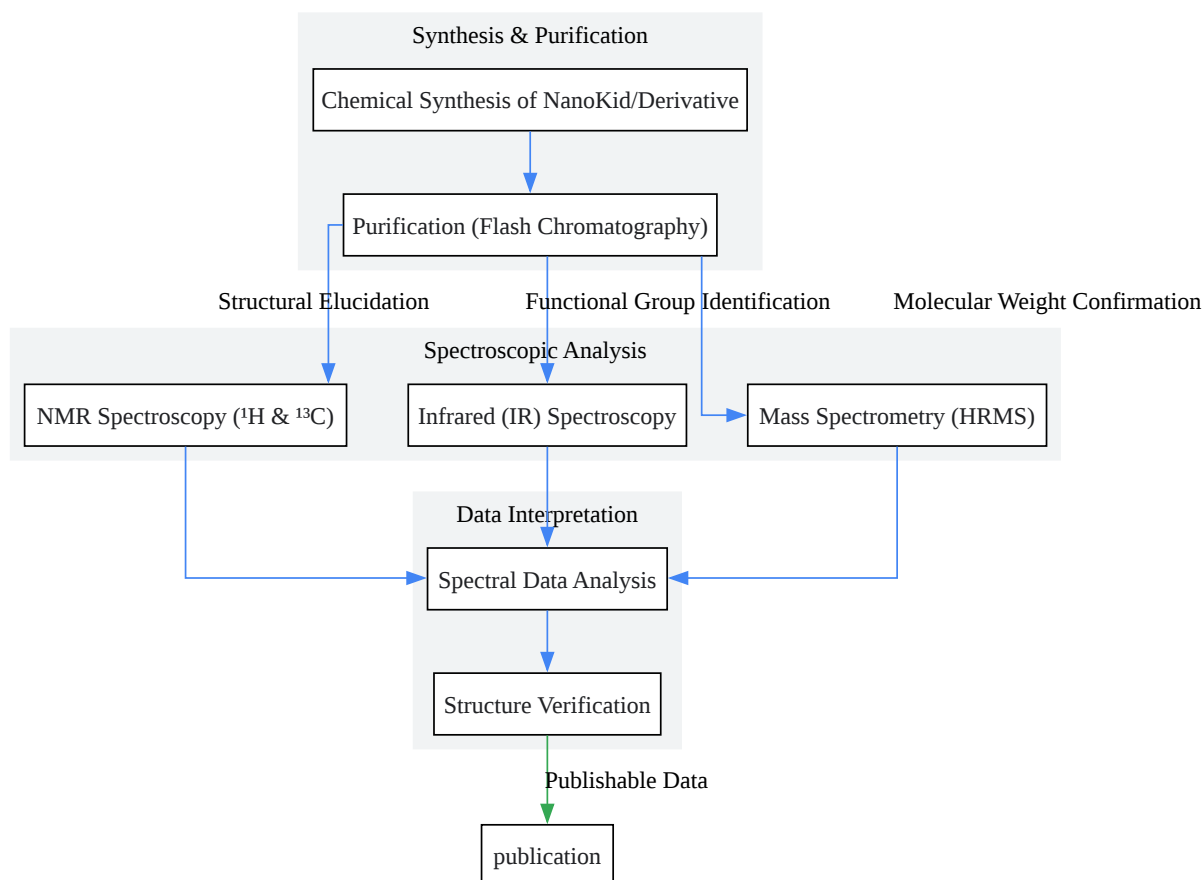 Synthesis & Purification
Chemical Synthesis of NanoKid/Derivative
Purification (Flash Chromatography)
Structural Elucidation
Functional Group Identification
Molecular Weight Confirmation
Spectroscopic Analysis
NMR Spectroscopy (¹H & ¹³C)
Infrared (IR) Spectroscopy
Mass Spectrometry (HRMS)
Data Interpretation
Spectral Data Analysis
Structure Verification
Publishable Data
publication